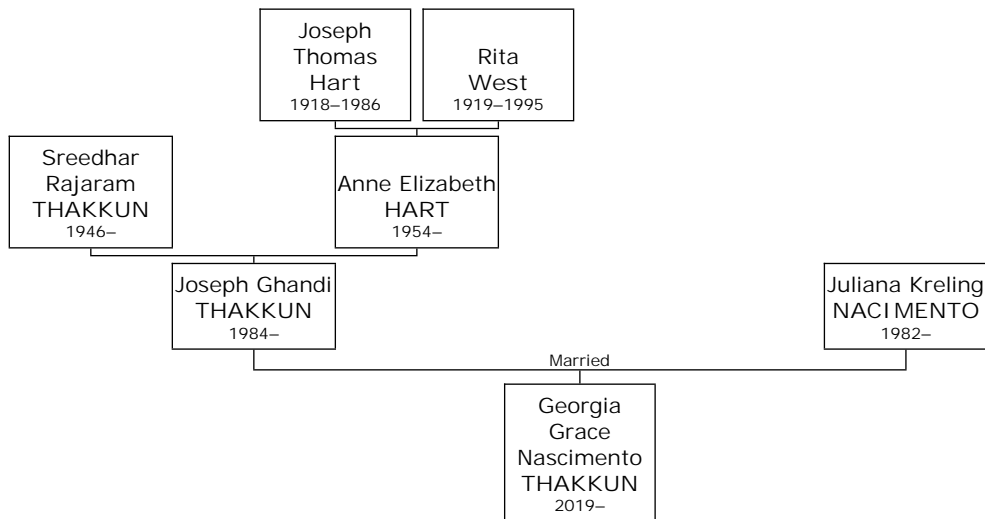 Joseph
Thomas
Hart
1918–1986
Rita
West
1919–1995
Sreedhar
Rajaram
THAKKUN
1946–
Anne Elizabeth
HART
1954–
Joseph Ghandi
THAKKUN
1984–
Juliana Kreling
NACIMENTO
1982–
Married
Georgia
Grace
Nascimento
THAKKUN
2019–